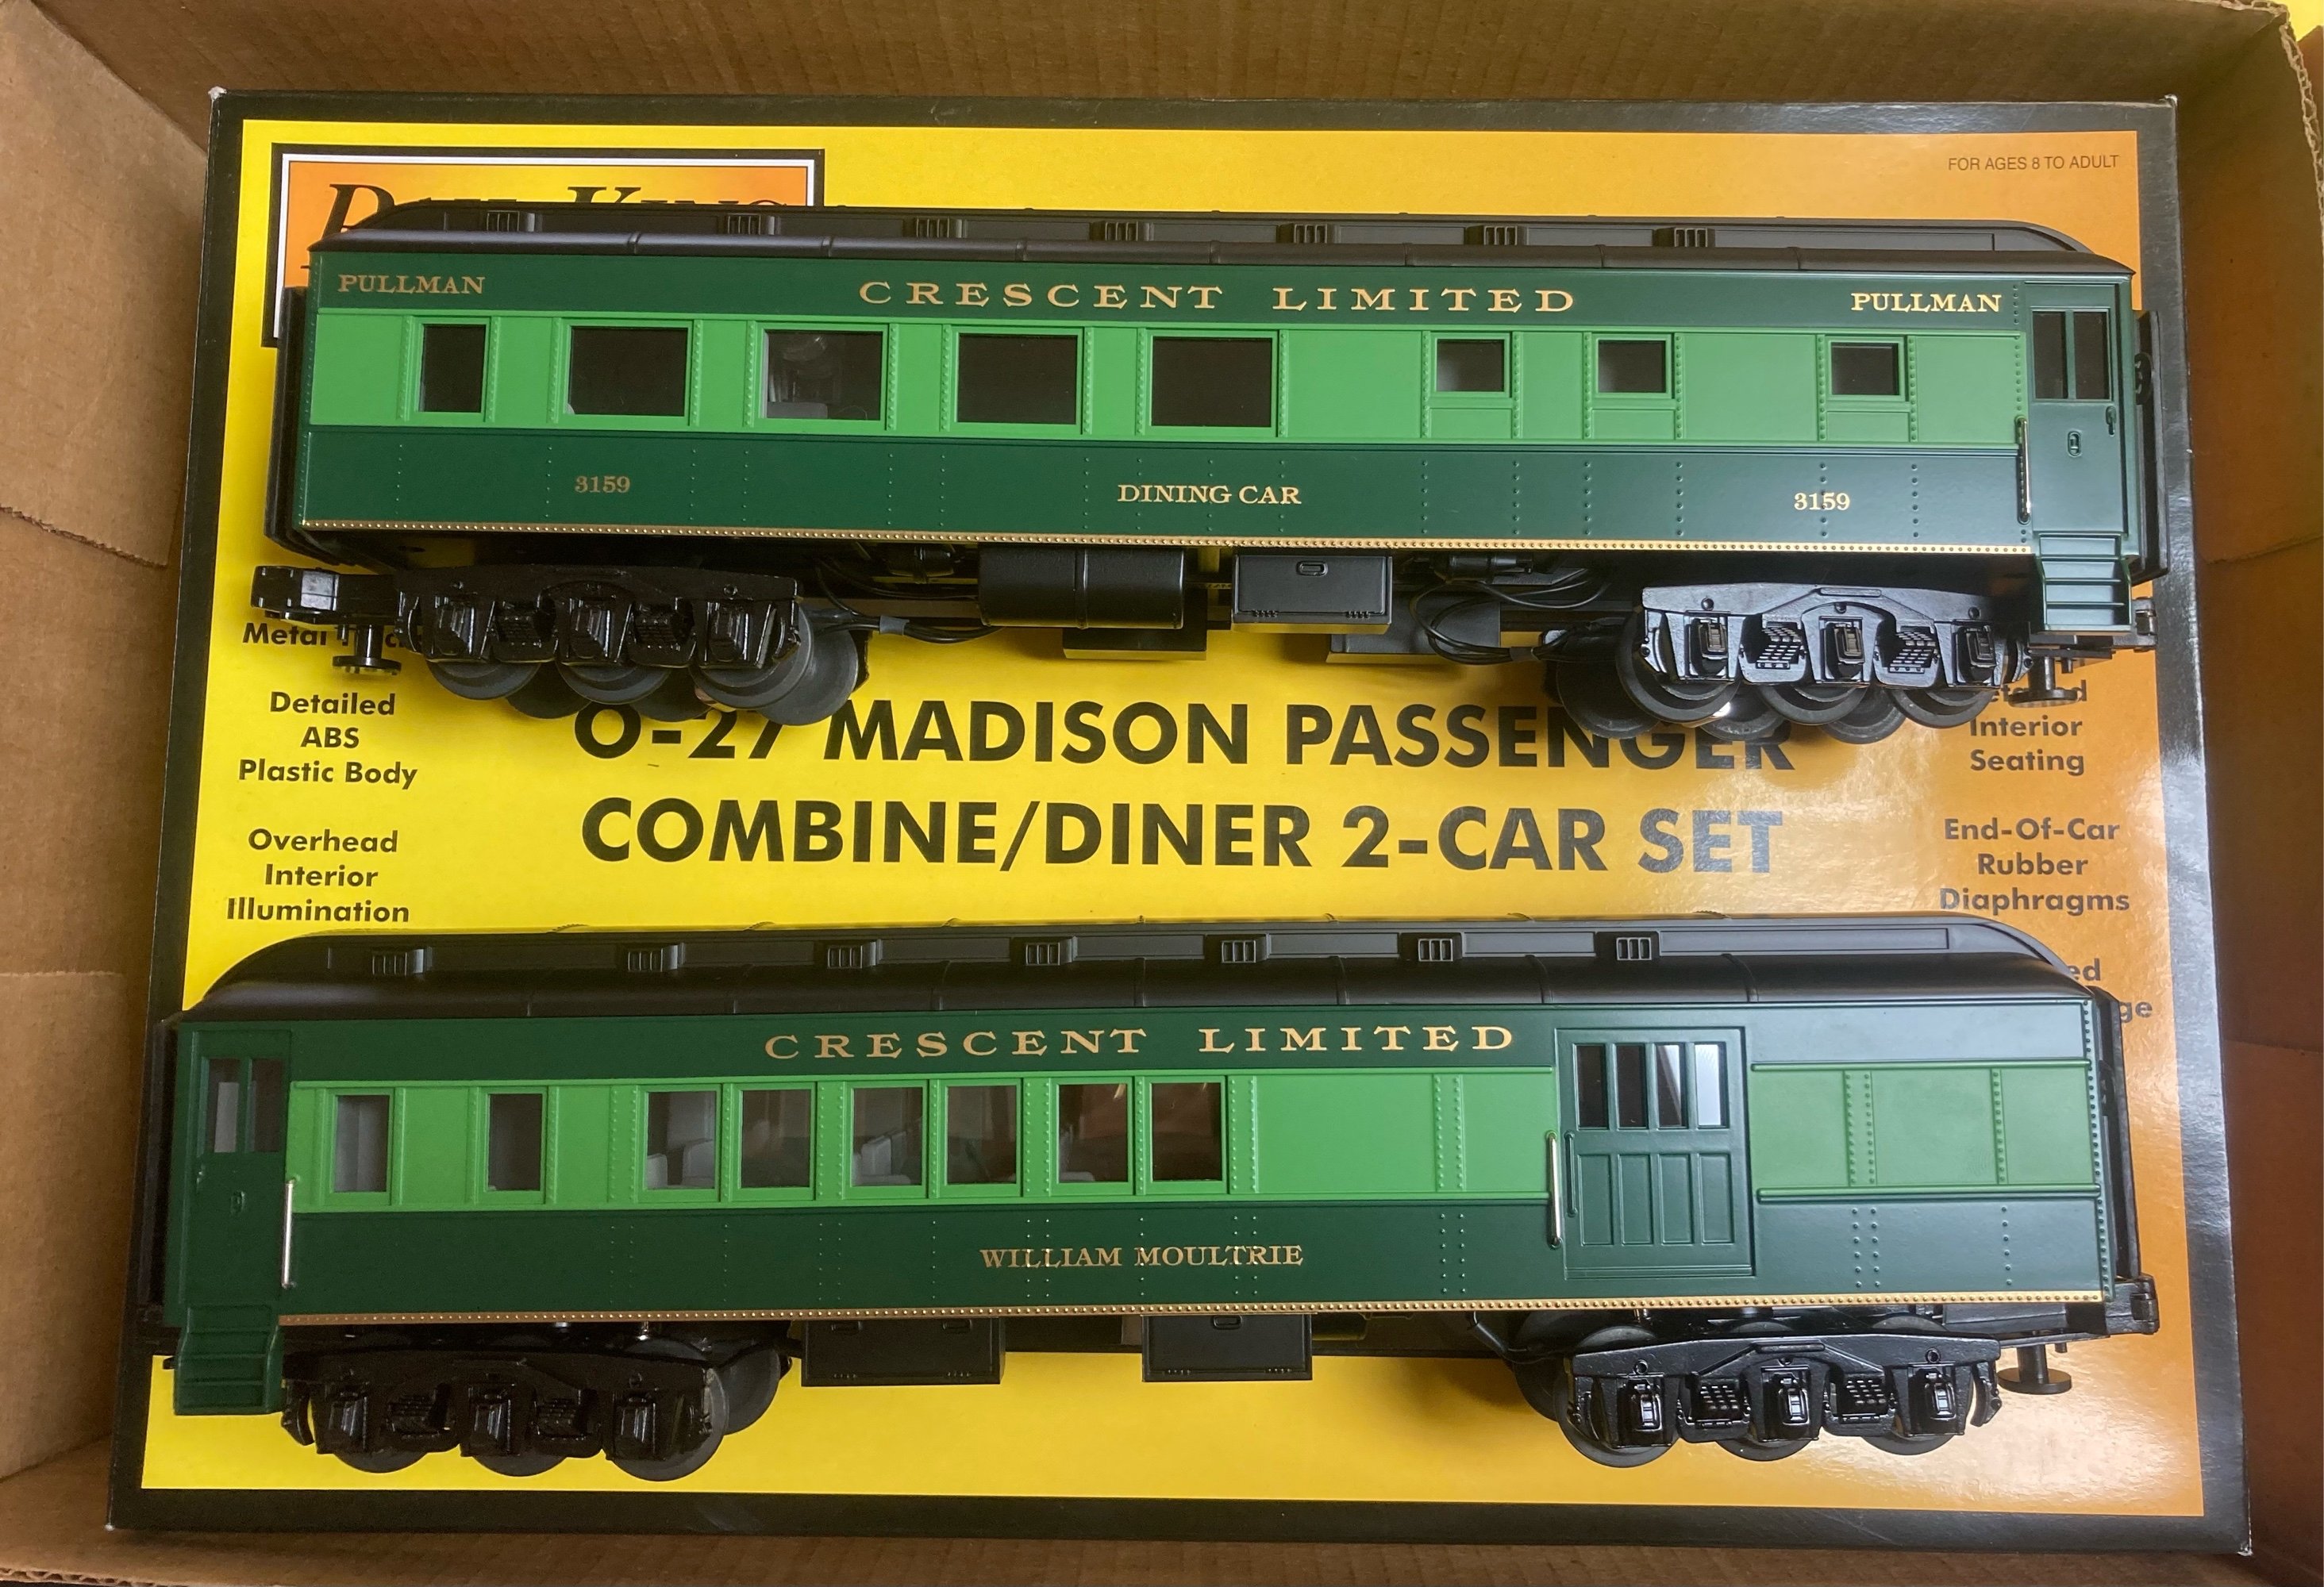 FOR AGES 8 TO ADULT
PULLMAN CRESCENT LIMITED PULLMAN
3159 DINING CAR 3159
Metal
Detailed
ABS
Plastic Body
Overhead
Interior
Illumination
O-27 MADISON PASSENGER
COMBINE/DINER 2-CAR SET
Interior
Seating
End-Of-Car
Rubber
Diaphragms
CRESCENT LIMITED
WILLIAM MOULTRIE